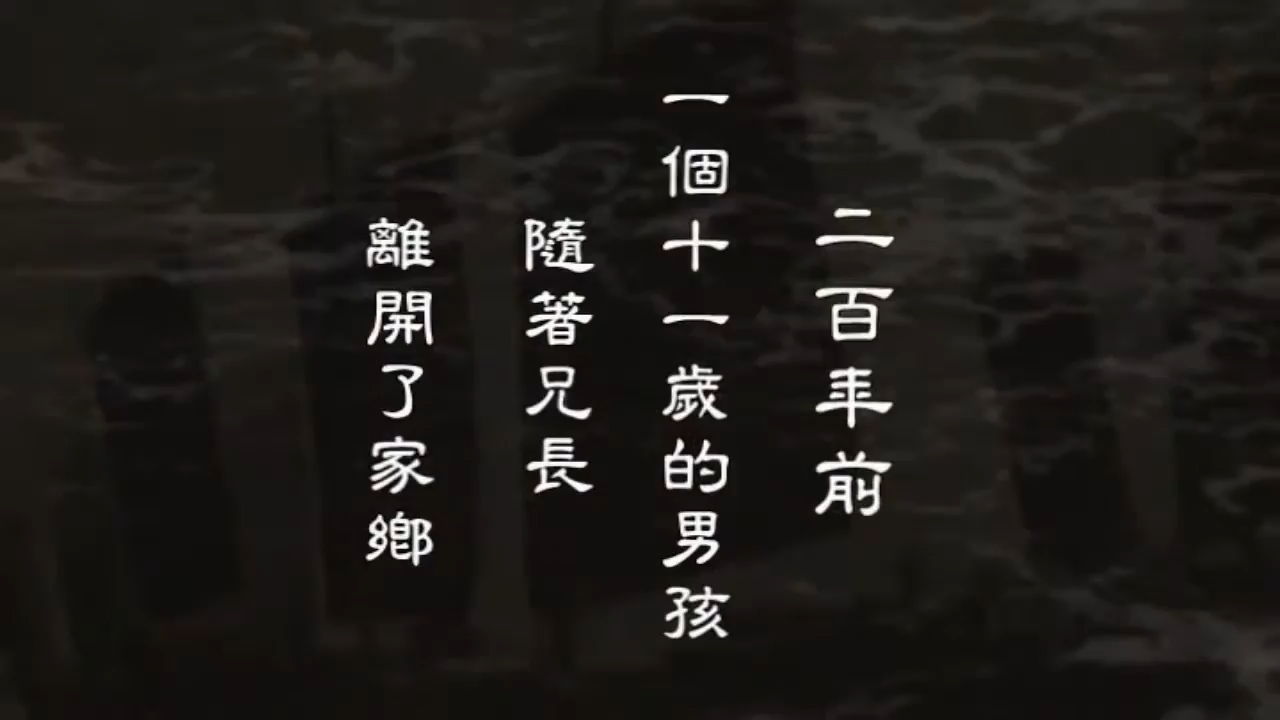 二百年前
一個十一歲的男孩
隨著兄長
離開了家鄉